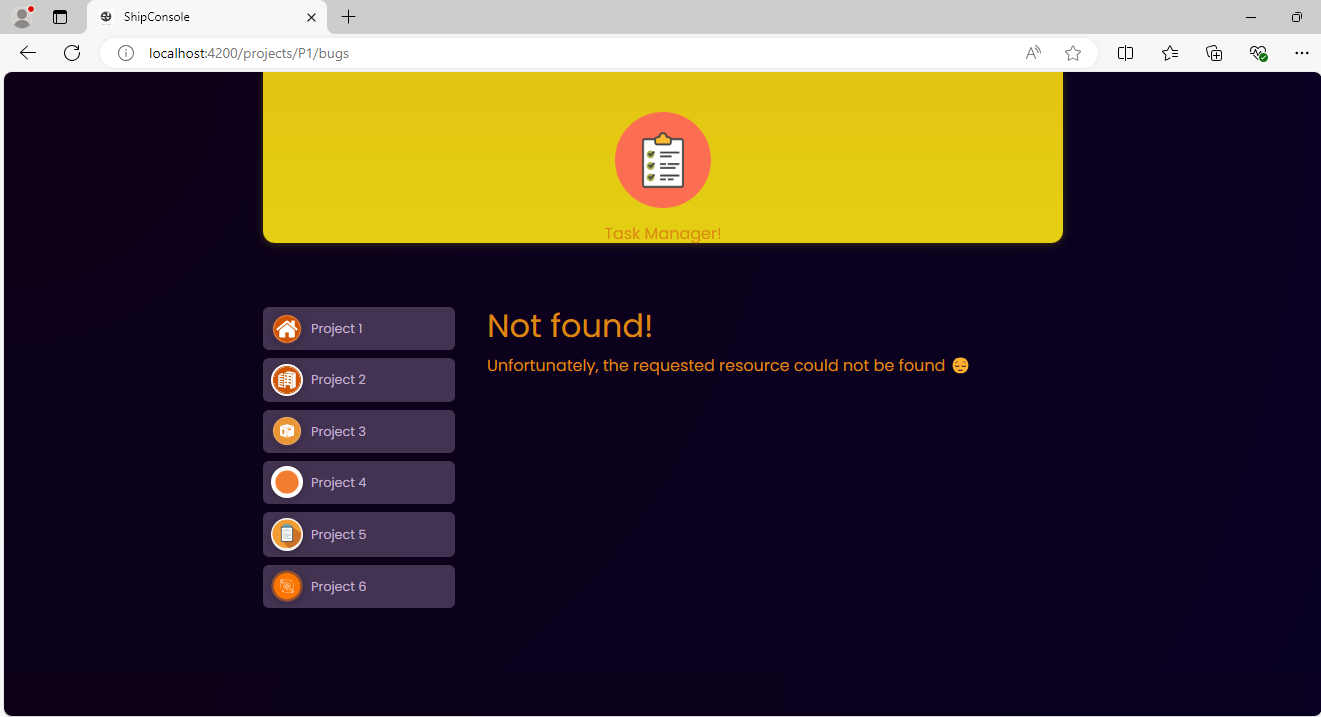 ShipConsole
localhost:4200/projects/P1/bugs
Task Manager!
Project 1
Project 2
Project 3
Project 4
Project 5
Project 6
Not found!
Unfortunately, the requested resource could not be found 😔